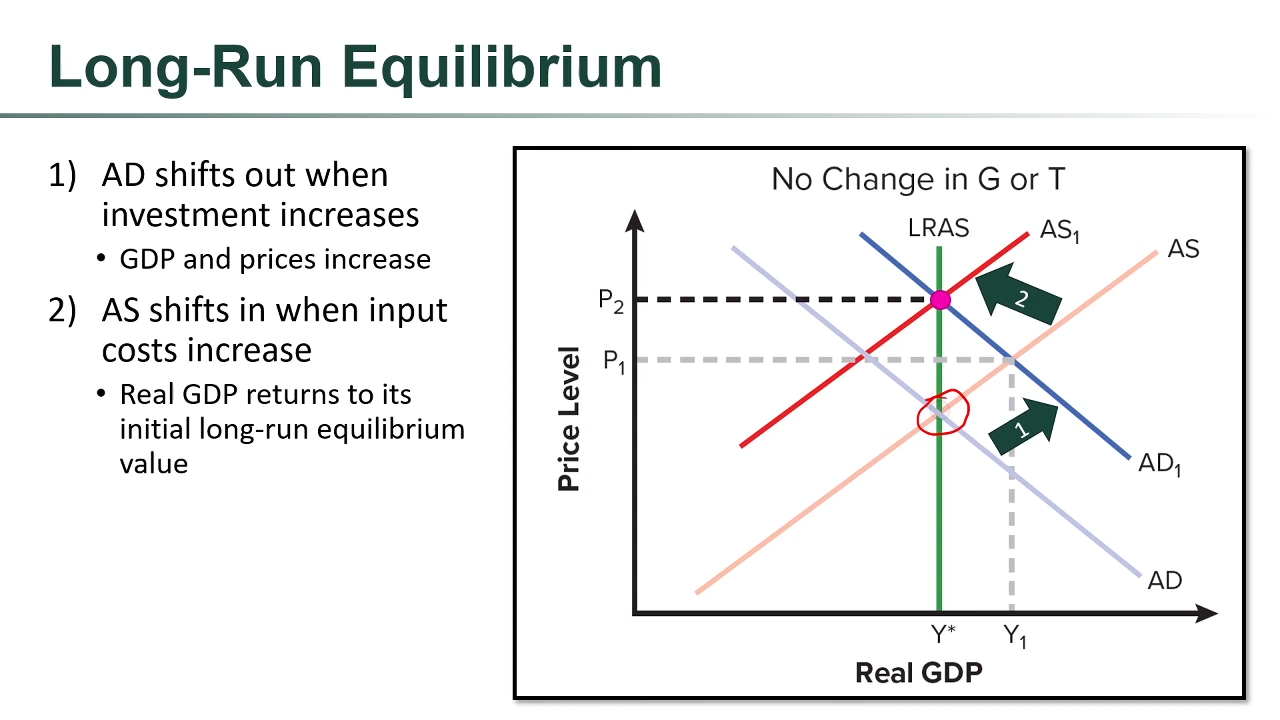 Long-Run Equilibrium
1) AD shifts out when
investment increases
• GDP and prices increase
2) AS shifts in when input
costs increase
• Real GDP returns to its
initial long-run equilibrium
value
No Change in G or T
LRAS
AS₁
AS
P₂
2
P₁
Price Level
1
AD₁
AD
Y*
Y₁
Real GDP